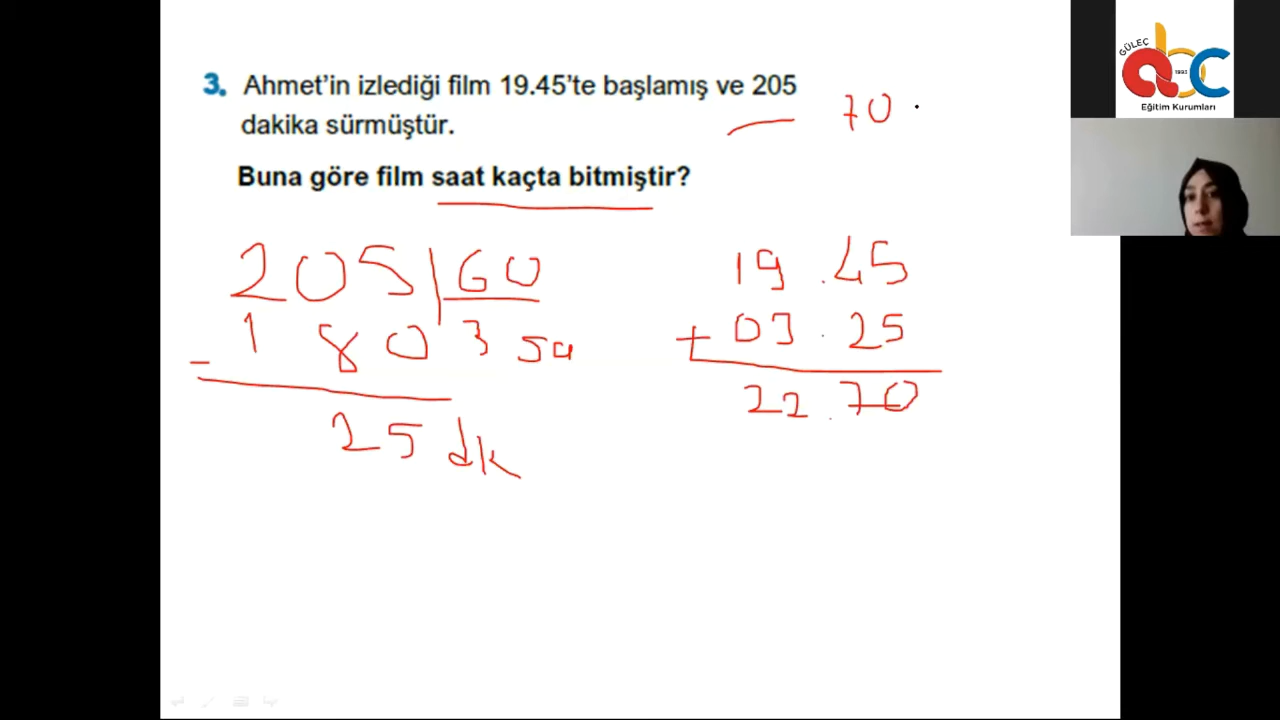 3. Ahmet'in izlediği film 19.45'te başlamış ve 205
dakika sürmüştür.
Buna göre film saat kaçta bitmiştir?
70
205 60
- 180 3 sa
25 dk
19.45
+ 03.25
22.70
GÜLEÇ
abc
1993
Eğitim Kurumları